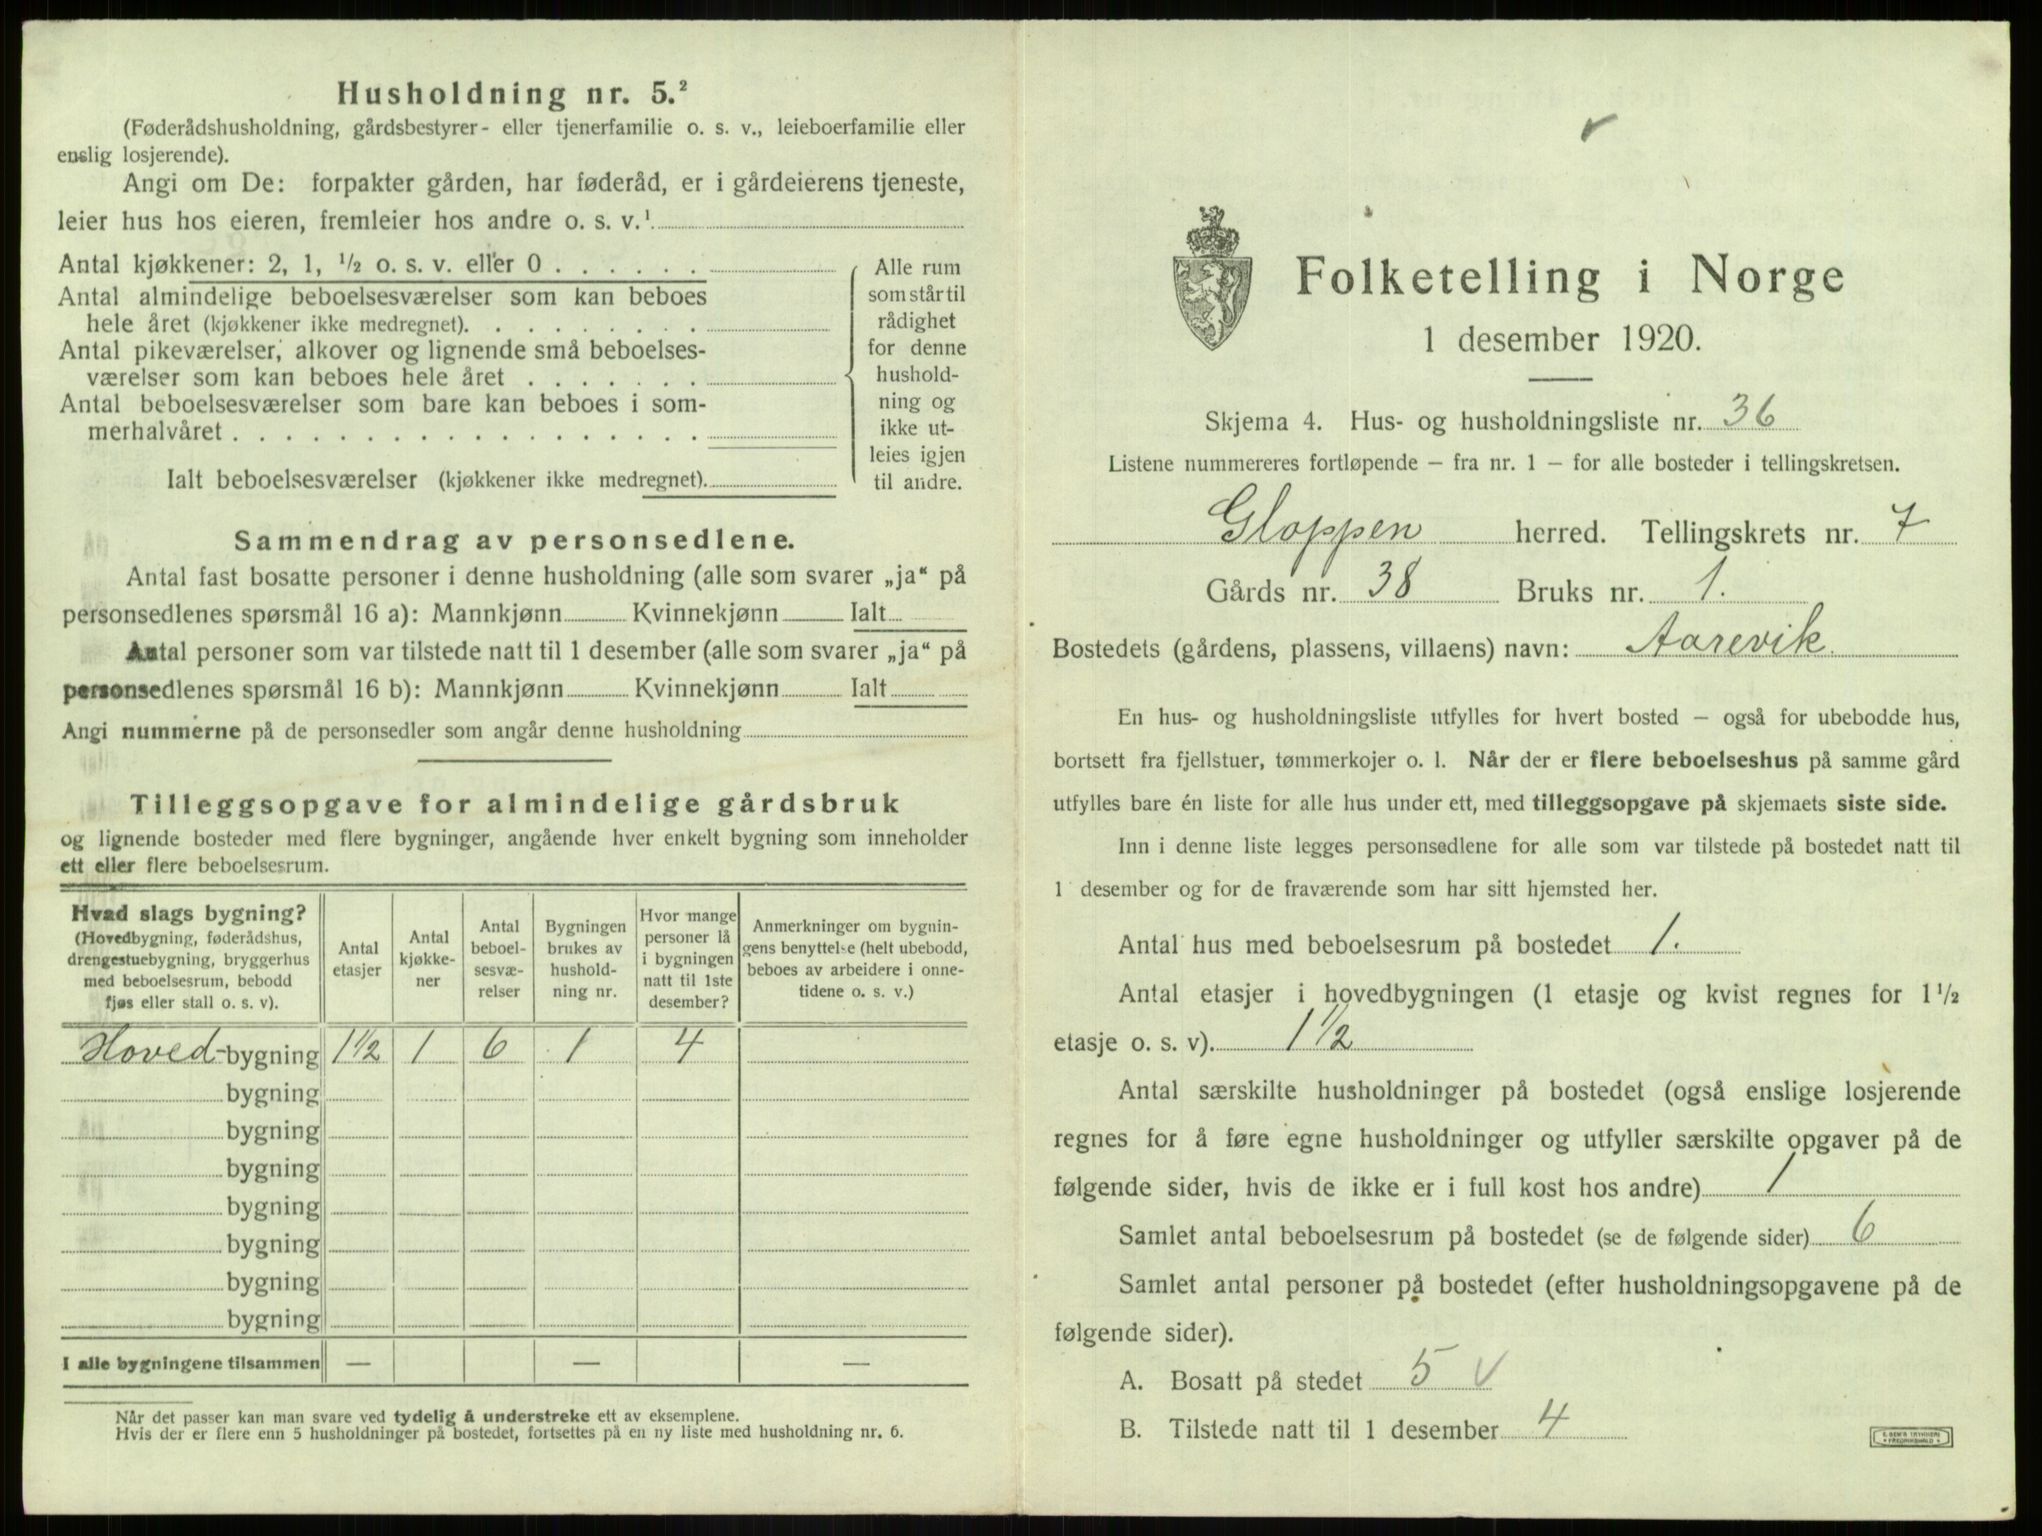 Husholdning nr. 5.²
(Føderådshusholdning, gårdsbestyrer- eller tjenerfamilie o. s. v., leieboerfamilie eller
enslig losjerende).
Angi om De: forpakter gården, har føderåd, er i gårdeierens tjeneste,
leier hus hos eieren, fremleier hos andre o. s. v.¹
Antal kjøkkener: 2, 1, ½ o. s. v. eller 0 . . . . . .
Antal almindelige beboelsesværelser som kan beboes
hele året (kjøkkener ikke medregnet). . . . . . . . .
Antal pikeværelser, alkover og lignende små beboelses-
værelser som kan beboes hele året . . . . . . .
Antal beboelsesværelser som bare kan beboes i som-
merhalvåret . . . . . . . . . . . . . . . . . .
Ialt beboelsesværelser (kjøkkener ikke medregnet).
Alle rum
som står til
rådighet
for denne
hushold-
ning og
ikke ut-
leies igjen
til andre.
Sammendrag av personsedlene.
Antal fast bosatte personer i denne husholdning (alle som svarer „ja“ på
personsedlenes spørsmål 16 a): Mannkjønn Kvinnekjønn Ialt
Antal personer som var tilstede natt til 1 desember (alle som svarer „ja“ på
personsedlenes spørsmål 16 b): Mannkjønn Kvinnekjønn Ialt
Angi nummerne på de personsedler som angår denne husholdning
Tilleggsopgave for almindelige gårdsbruk
og lignende bosteder med flere bygninger, angående hver enkelt bygning som inneholder
ett eller flere beboelsesrum.
Hvad slags bygning?
(Hovedbygning, føderådshus,
drengestuebygning, bryggerhus
med beboelsesrum, bebodd
fjøs eller stall o. s. v).
Antal
etasjer
Antal
kjøkke-
ner
Antal
beboel-
sesvæ-
relser
Bygningen
brukes av
hushold-
ning nr.
Hvor mange
personer lå
i bygningen
natt til 1ste
desember?
Anmerkninger om bygnin-
gens benyttelse (helt ubebodd,
beboes av arbeidere i onne-
tidene o. s. v.)
Hoved-bygning 1½ 1 6 1 4
bygning
bygning
bygning
bygning
bygning
bygning
bygning
I alle bygningene tilsammen — — —
Når det passer kan man svare ved tydelig å understreke ett av eksemplene.
Hvis der er flere enn 5 husholdninger på bostedet, fortsettes på en ny liste med husholdning nr. 6.
Folketelling i Norge
1 desember 1920.
Skjema 4. Hus- og husholdningsliste nr. 36
Listene nummereres fortløpende – fra nr. 1 – for alle bosteder i tellingskretsen.
Gloppen herred. Tellingskrets nr. 7
Gårds nr. 38 Bruks nr. 1.
Bostedets (gårdens, plassens, villaens) navn: Aarevik.
En hus- og husholdningsliste utfylles for hvert bosted – også for ubebodde hus,
bortsett fra fjellstuer, tømmerkojer o. l. Når der er flere beboelseshus på samme gård
utfylles bare én liste for alle hus under ett, med tilleggsopgave på skjemaets siste side.
Inn i denne liste legges personsedlene for alle som var tilstede på bostedet natt til
1 desember og for de fraværende som har sitt hjemsted her.
Antal hus med beboelsesrum på bostedet 1.
Antal etasjer i hovedbygningen (1 etasje og kvist regnes for 1½
etasje o. s. v). 1½
Antal særskilte husholdninger på bostedet (også enslige losjerende
regnes for å føre egne husholdninger og utfyller særskilte opgaver på de
følgende sider, hvis de ikke er i full kost hos andre) 1
Samlet antal beboelsesrum på bostedet (se de følgende sider) 6
Samlet antal personer på bostedet (efter husholdningsopgavene på de
følgende sider).
A. Bosatt på stedet 5 v
B. Tilstede natt til 1 desember 4